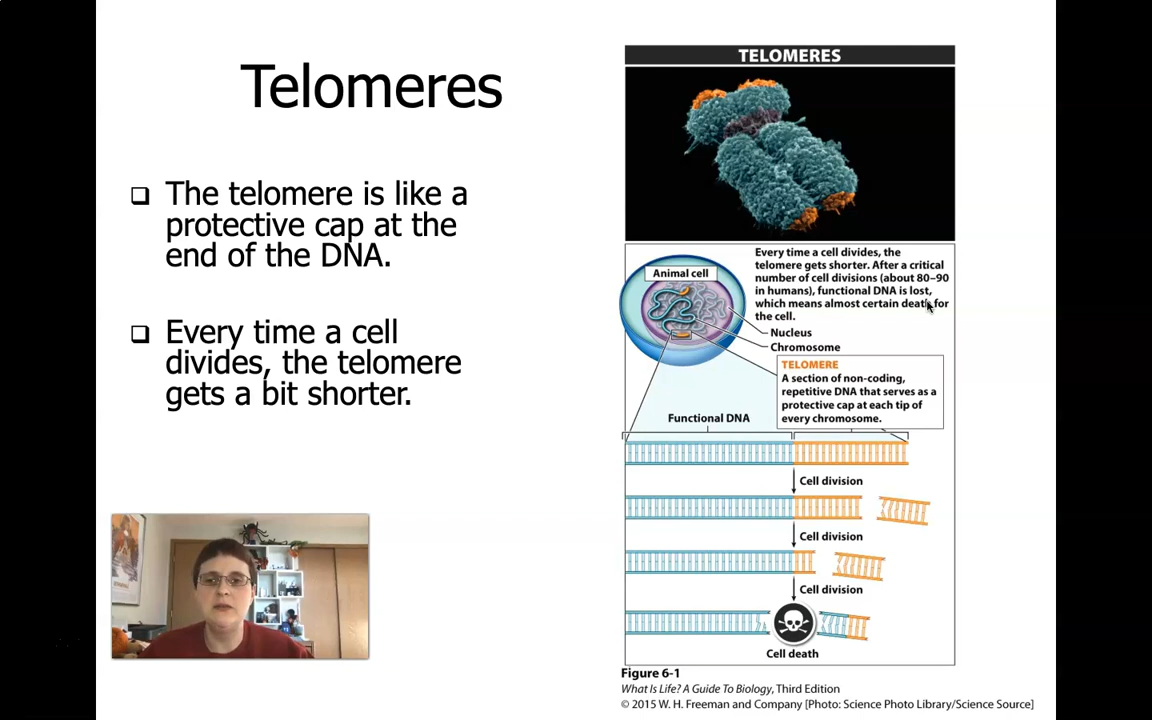 Telomeres
❑ The telomere is like a
protective cap at the
end of the DNA.
❑ Every time a cell
divides, the telomere
gets a bit shorter.
TELOMERES
Every time a cell divides, the
telomere gets shorter. After a critical
number of cell divisions (about 80–90
in humans), functional DNA is lost,
which means almost certain death for
the cell.
Animal cell
Nucleus
Chromosome
TELOMERE
A section of non-coding,
repetitive DNA that serves as a
protective cap at each tip of
every chromosome.
Functional DNA
Cell division
Cell division
Cell division
Cell death
Figure 6-1
What Is Life? A Guide To Biology, Third Edition
© 2015 W. H. Freeman and Company [Photo: Science Photo Library/Science Source]